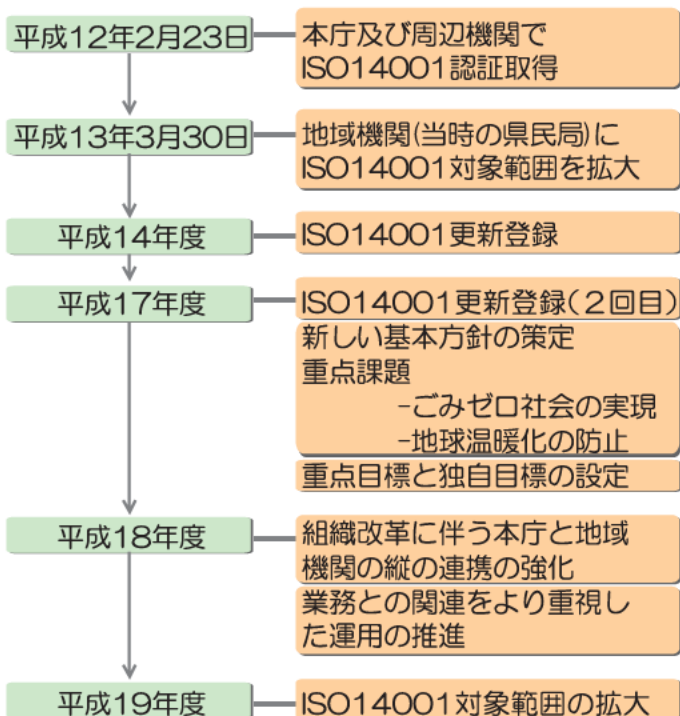 平成12年2月23日
本庁及び周辺機関で
ISO14001認証取得
平成13年3月30日
地域機関(当時の県民局)に
ISO14001対象範囲を拡大
平成14年度
ISO14001更新登録
平成17年度
ISO14001更新登録(2回目)
新しい基本方針の策定
重点課題
-ごみゼロ社会の実現
-地球温暖化の防止
重点目標と独自目標の設定
平成18年度
組織改革に伴う本庁と地域
機関の縦の連携の強化
業務との関連をより重視し
た運用の推進
平成19年度
ISO14001対象範囲の拡大